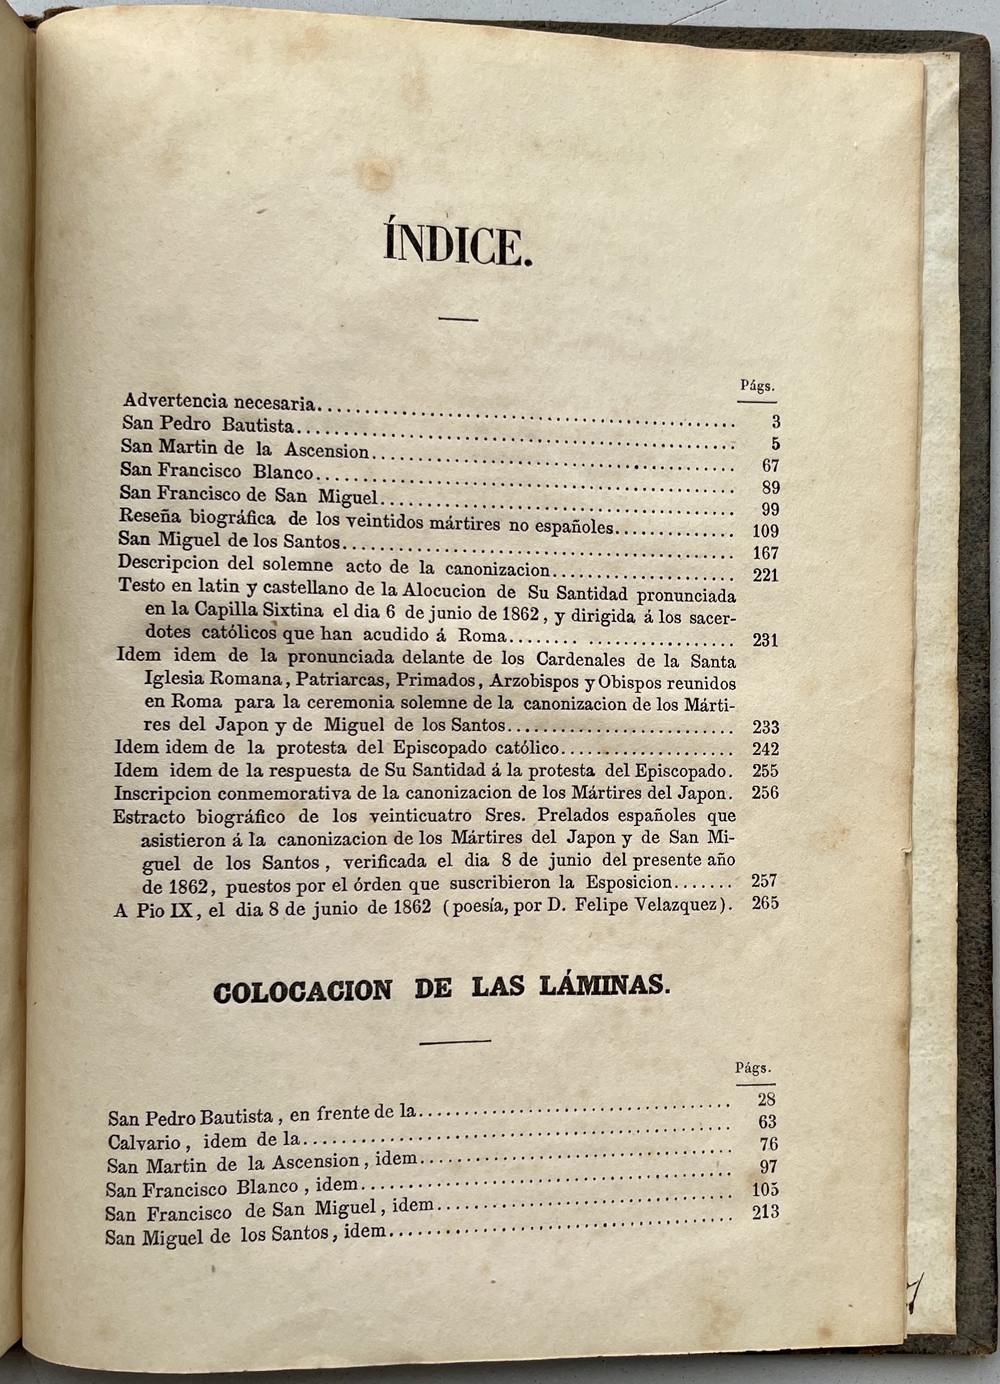 ÍNDICE.
Págs.
Advertencia necesaria........ 3
San Pedro Bautista........ 5
San Martin de la Ascension........ 67
San Francisco Blanco........ 89
San Francisco de San Miguel........ 99
Reseña biográfica de los veintidos mártires no españoles........ 109
San Miguel de los Santos........ 167
Descripcion del solemne acto de la canonizacion........ 221
Testo en latin y castellano de la Alocucion de Su Santidad pronunciada
en la Capilla Sixtina el dia 6 de junio de 1862, y dirigida á los sacer-
dotes católicos que han acudido á Roma........ 231
Idem idem de la pronunciada delante de los Cardenales de la Santa
Iglesia Romana, Patriarcas, Primados, Arzobispos y Obispos reunidos
en Roma para la ceremonia solemne de la canonizacion de los Márti-
res del Japon y de Miguel de los Santos........ 233
Idem idem de la protesta del Episcopado católico........ 242
Idem idem de la respuesta de Su Santidad á la protesta del Episcopado. 255
Inscripcion conmemorativa de la canonizacion de los Mártires del Japon. 256
Estracto biográfico de los veinticuatro Sres. Prelados españoles que
asistieron á la canonizacion de los Mártires del Japon y de San Mi-
guel de los Santos, verificada el dia 8 de junio del presente año
de 1862, puestos por el órden que suscribieron la Esposicion....... 257
A Pio IX, el dia 8 de junio de 1862 (poesía, por D. Felipe Velazquez). 265
COLOCACION DE LAS LÁMINAS.
Págs.
San Pedro Bautista, en frente de la........ 28
Calvario, idem de la........ 63
San Martin de la Ascension, idem........ 76
San Francisco Blanco, idem........ 97
San Francisco de San Miguel, idem........ 105
San Miguel de los Santos, idem........ 213